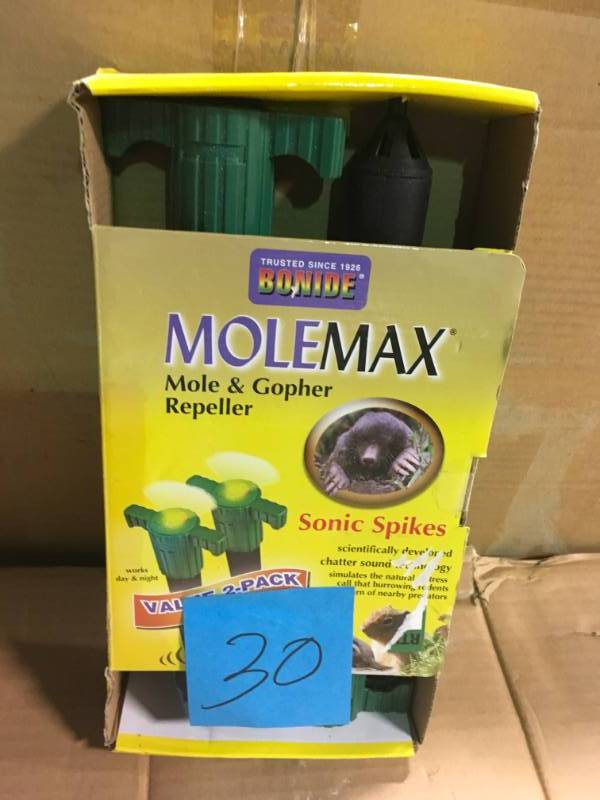 TRUSTED SINCE 1926
BONIDE®
MOLEMAX®
Mole & Gopher
Repeller
Sonic Spikes
scientifically developed
chatter sound technology
works
day & night
simulates the natural
call that burrowing rodents
of nearby predators
VALUE 2-PACK
30